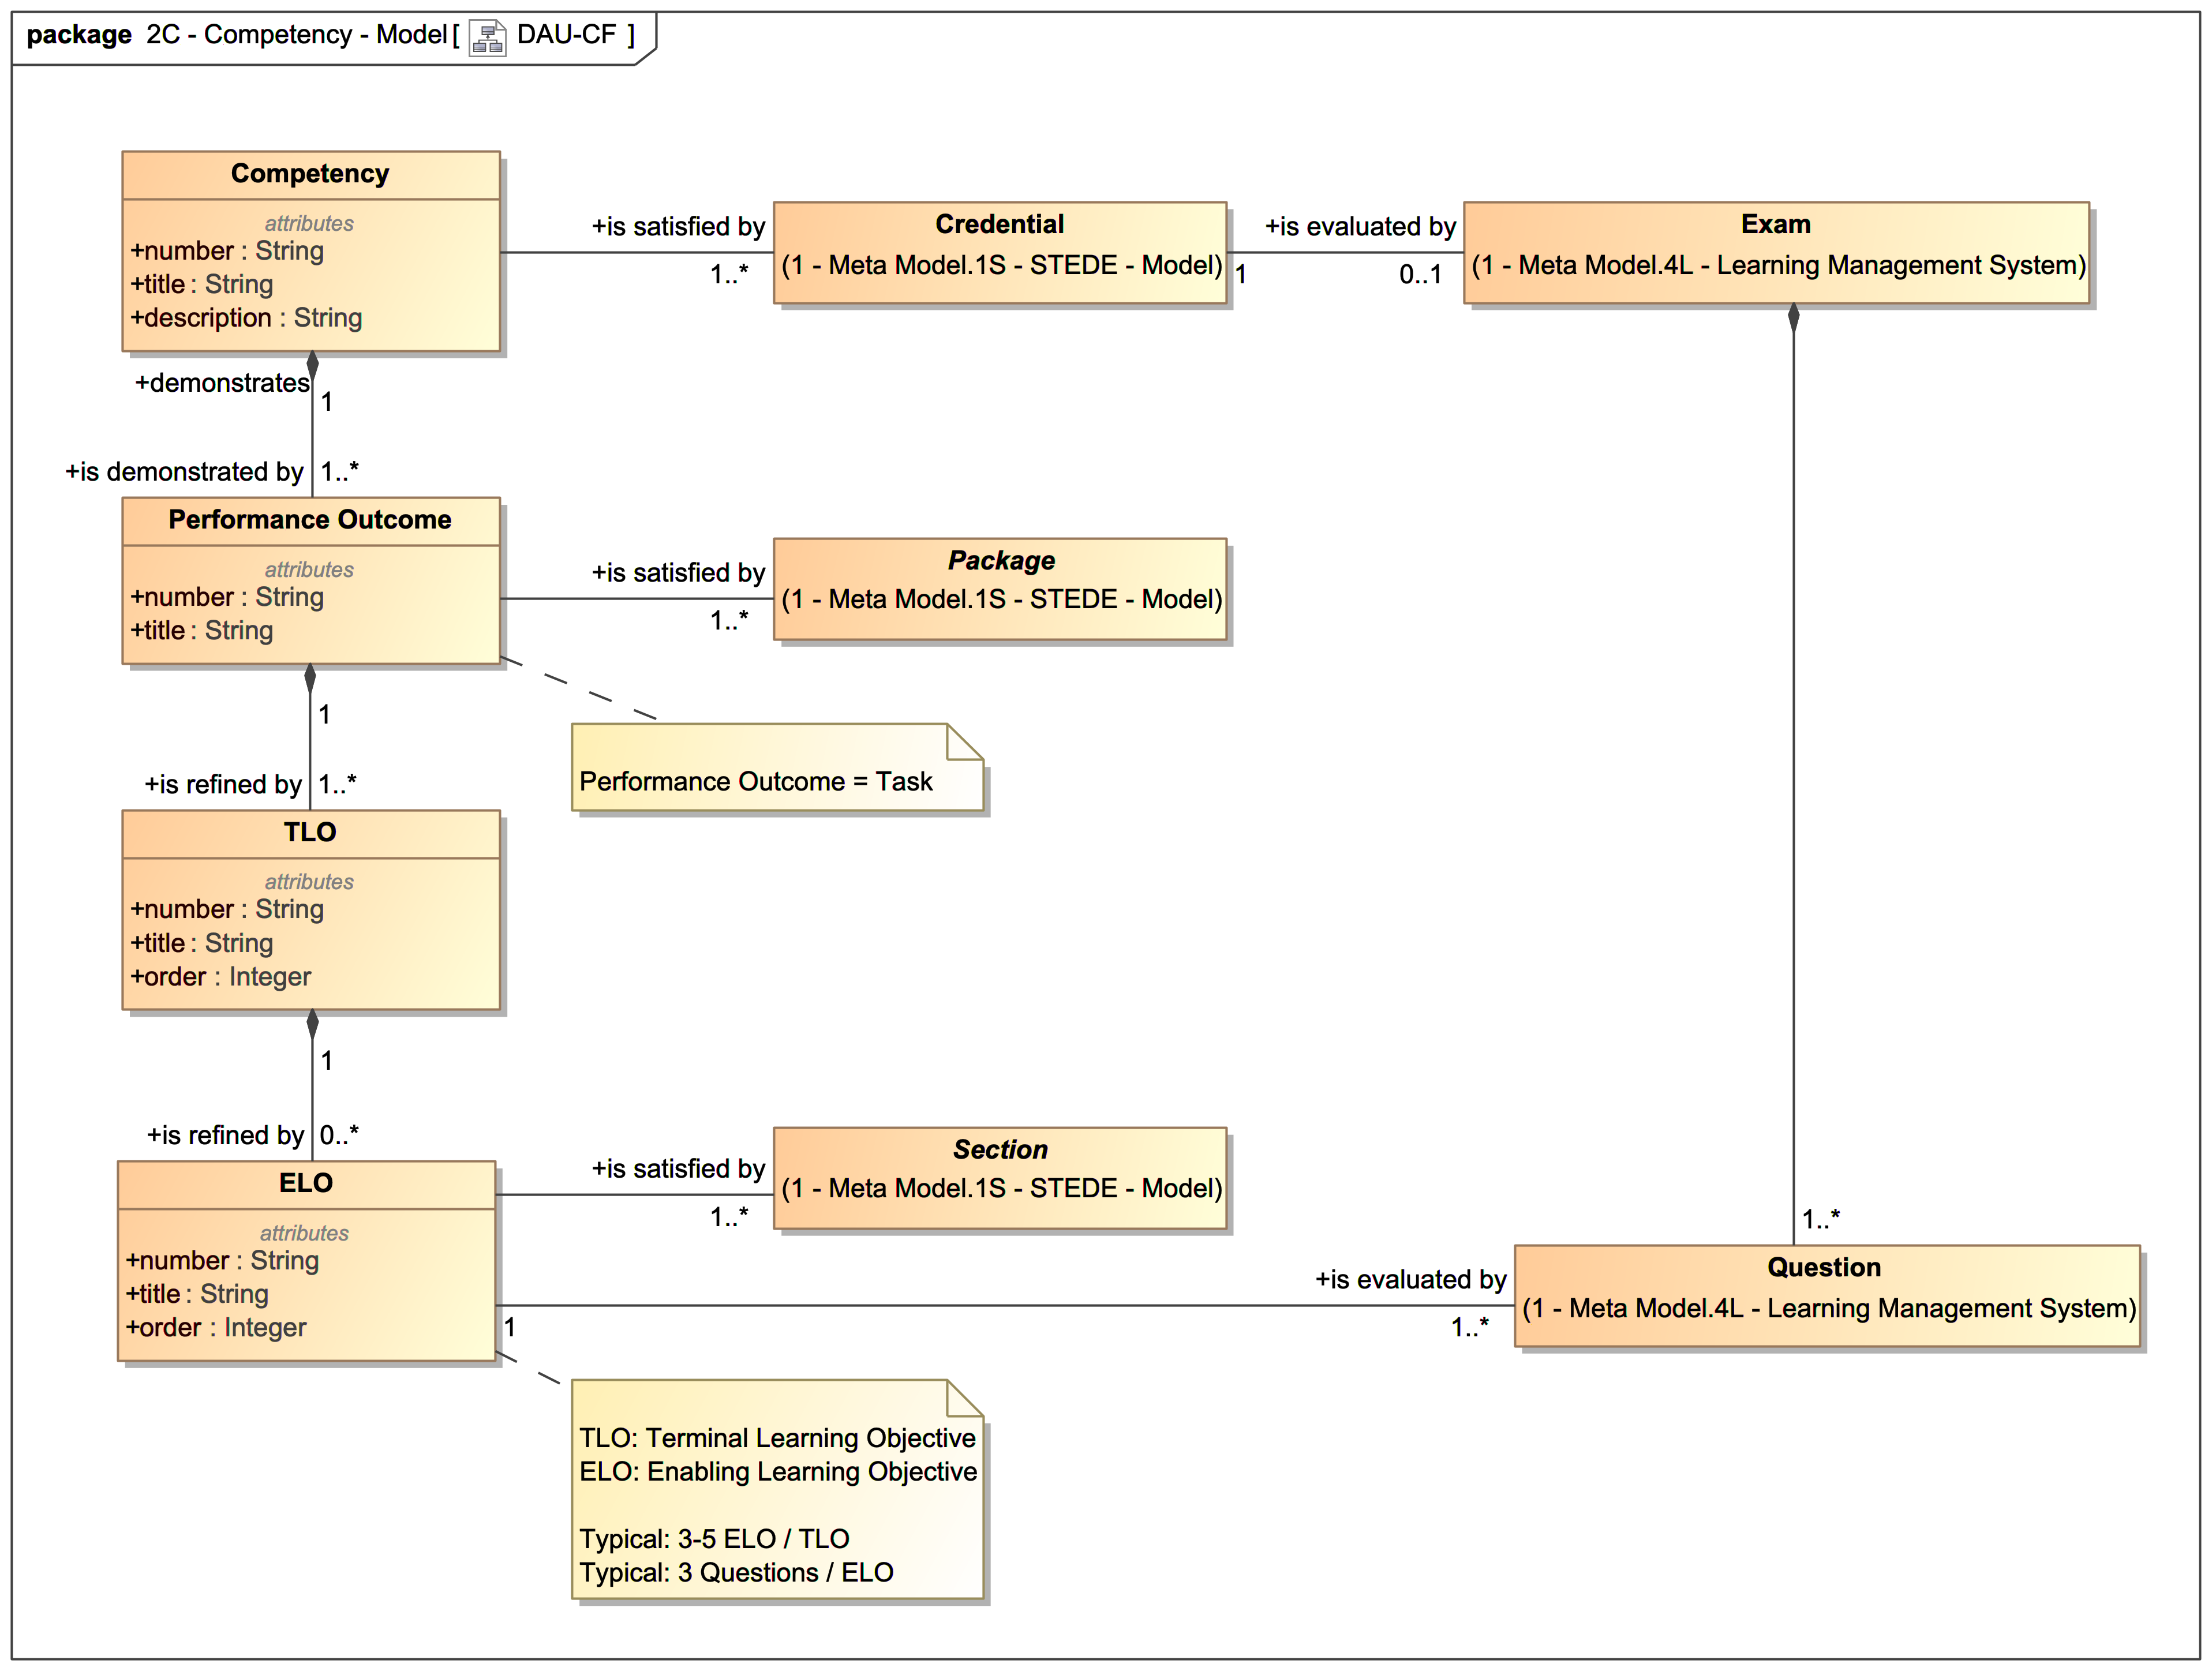 package 2C - Competency - Model [ DAU-CF ]
Competency
attributes
+number : String
+title : String
+description : String
+is satisfied by
1..*
Credential
(1 - Meta Model.1S - STEDE - Model)
1
+is evaluated by
0..1
Exam
(1 - Meta Model.4L - Learning Management System)
+demonstrates
1
+is demonstrated by
1..*
Performance Outcome
attributes
+number : String
+title : String
+is satisfied by
1..*
Package
(1 - Meta Model.1S - STEDE - Model)
1
Performance Outcome = Task
+is refined by
1..*
TLO
attributes
+number : String
+title : String
+order : Integer
1
+is refined by
0..*
ELO
attributes
+number : String
+title : String
+order : Integer
+is satisfied by
1..*
Section
(1 - Meta Model.1S - STEDE - Model)
1
+is evaluated by
1..*
1..*
Question
(1 - Meta Model.4L - Learning Management System)
TLO: Terminal Learning Objective
ELO: Enabling Learning Objective
Typical: 3-5 ELO / TLO
Typical: 3 Questions / ELO